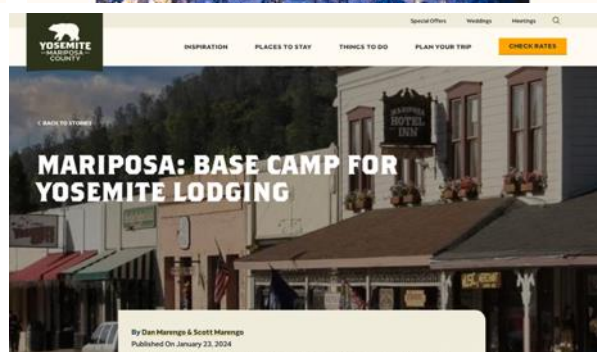 Special Offers Weddings Meetings
YOSEMITE
MARIPOSA
COUNTY
INSPIRATION PLACES TO STAY THINGS TO DO PLAN YOUR TRIP CHECK RATES
< BACK TO STORIES
MARIPOSA
HOTEL
INN
MARIPOSA: BASE CAMP FOR
YOSEMITE LODGING
By Dan Marengo & Scott Marengo
Published On January 23, 2024